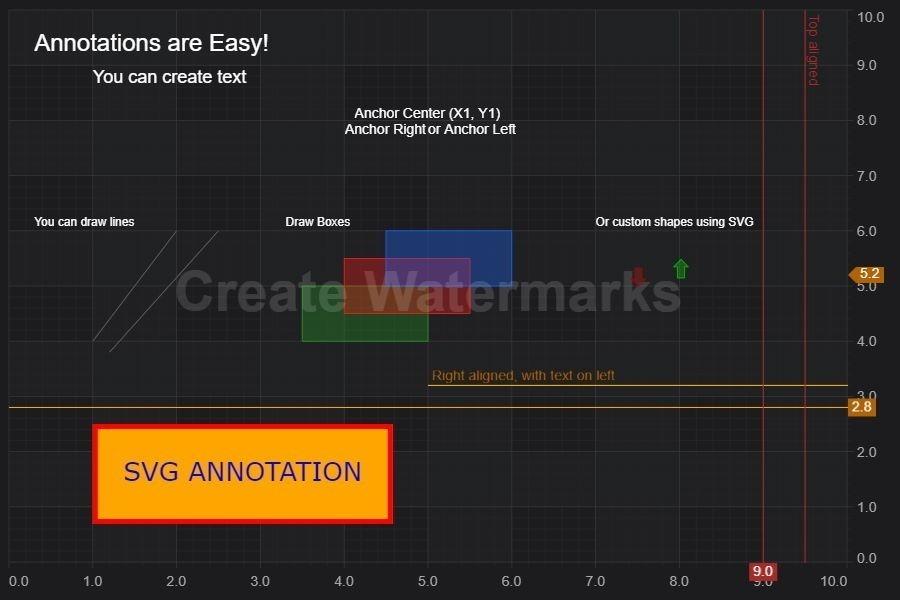 Annotations are Easy!
You can create text
Anchor Center (X1, Y1)
Anchor Right or Anchor Left
Top aligned
You can draw lines
Draw Boxes
Or custom shapes using SVG
Create Watermarks
Right aligned, with text on left
SVG ANNOTATION
10.0
9.0
8.0
7.0
6.0
5.2
5.0
4.0
3.0
2.8
2.0
1.0
0.0
0.0 1.0 2.0 3.0 4.0 5.0 6.0 7.0 8.0 9.0 10.0
9.0